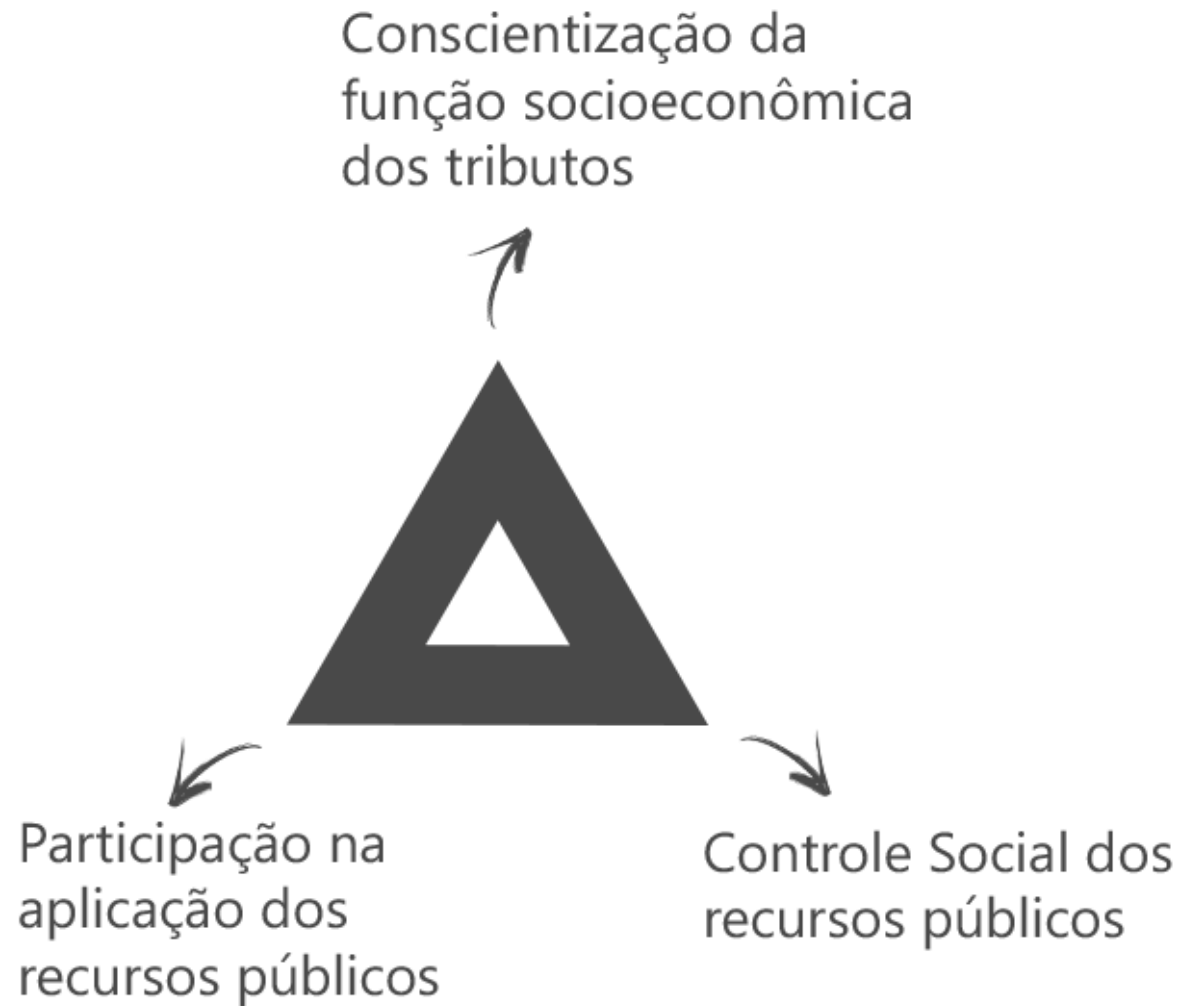 Conscientização da
função socioeconômica
dos tributos
Participação na
aplicação dos
recursos públicos
Controle Social dos
recursos públicos